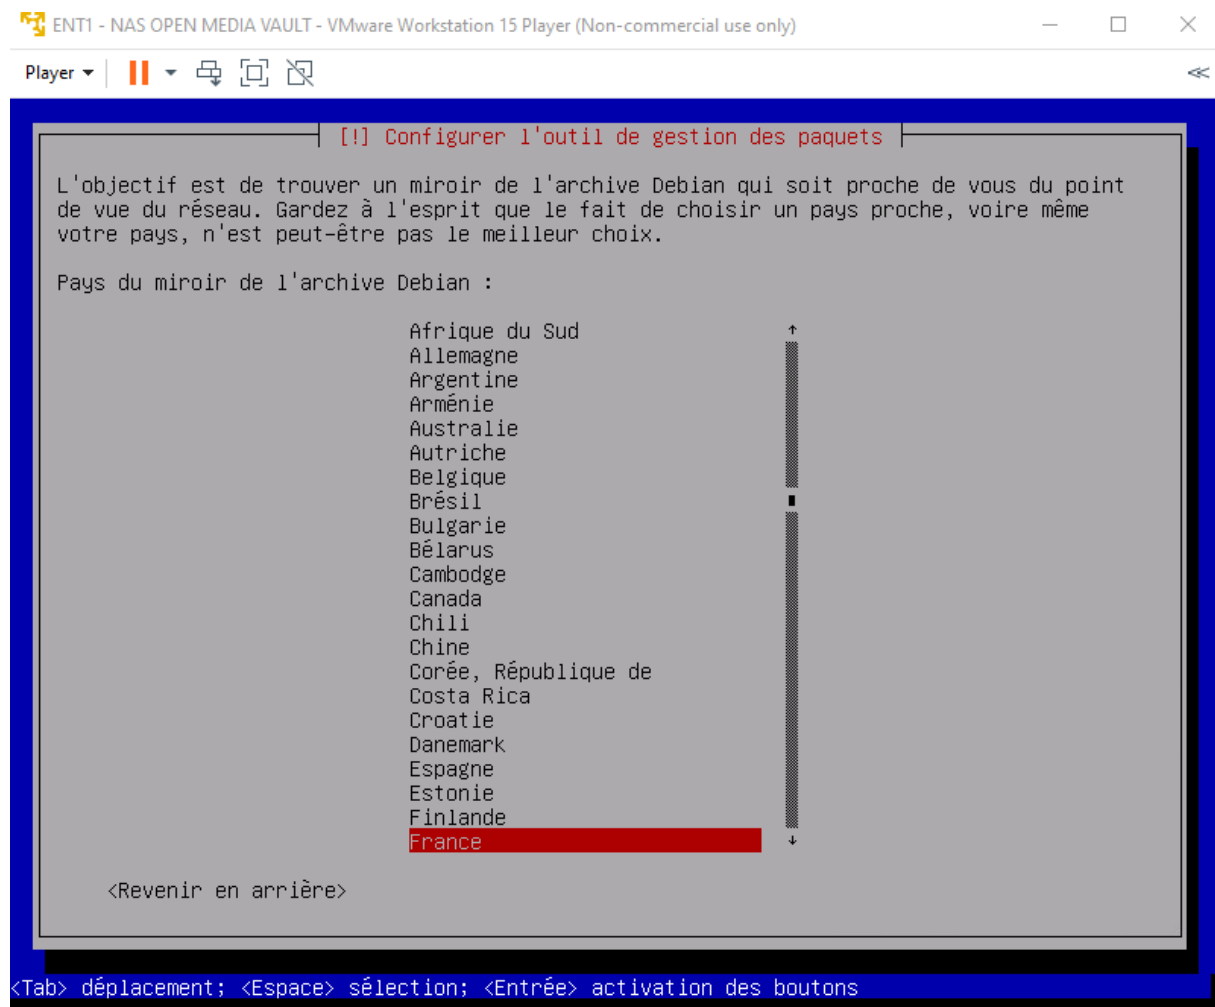 ENT1 - NAS OPEN MEDIA VAULT - VMware Workstation 15 Player (Non-commercial use only)
Player
[!] Configurer l'outil de gestion des paquets
L'objectif est de trouver un miroir de l'archive Debian qui soit proche de vous du point
de vue du réseau. Gardez à l'esprit que le fait de choisir un pays proche, voire même
votre pays, n'est peut-être pas le meilleur choix.
Pays du miroir de l'archive Debian :
Afrique du Sud
Allemagne
Argentine
Arménie
Australie
Autriche
Belgique
Brésil
Bulgarie
Bélarus
Cambodge
Canada
Chili
Chine
Corée, République de
Costa Rica
Croatie
Danemark
Espagne
Estonie
Finlande
France
<Revenir en arrière>
<Tab> déplacement; <Espace> sélection; <Entrée> activation des boutons